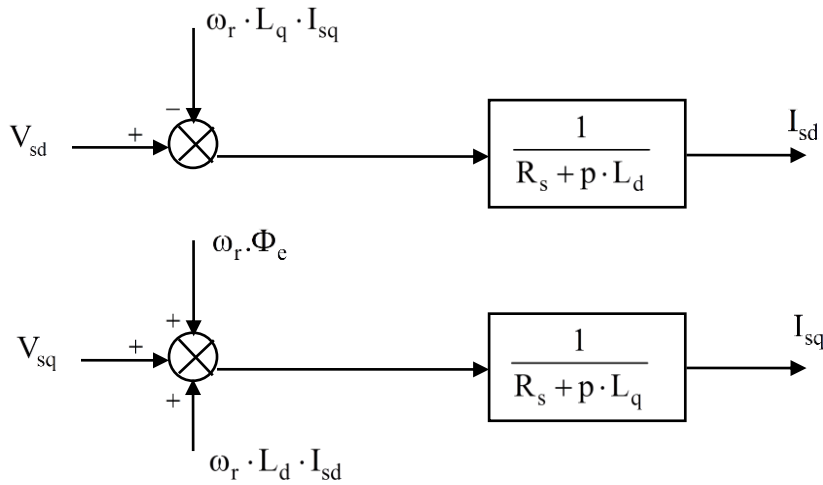 ω_r · L_q · I_sq
−
V_sd
+
1
R_s + p · L_d
I_sd
ω_r.Φ_e
+
V_sq
+
1
R_s + p · L_q
I_sq
+
ω_r · L_d · I_sd